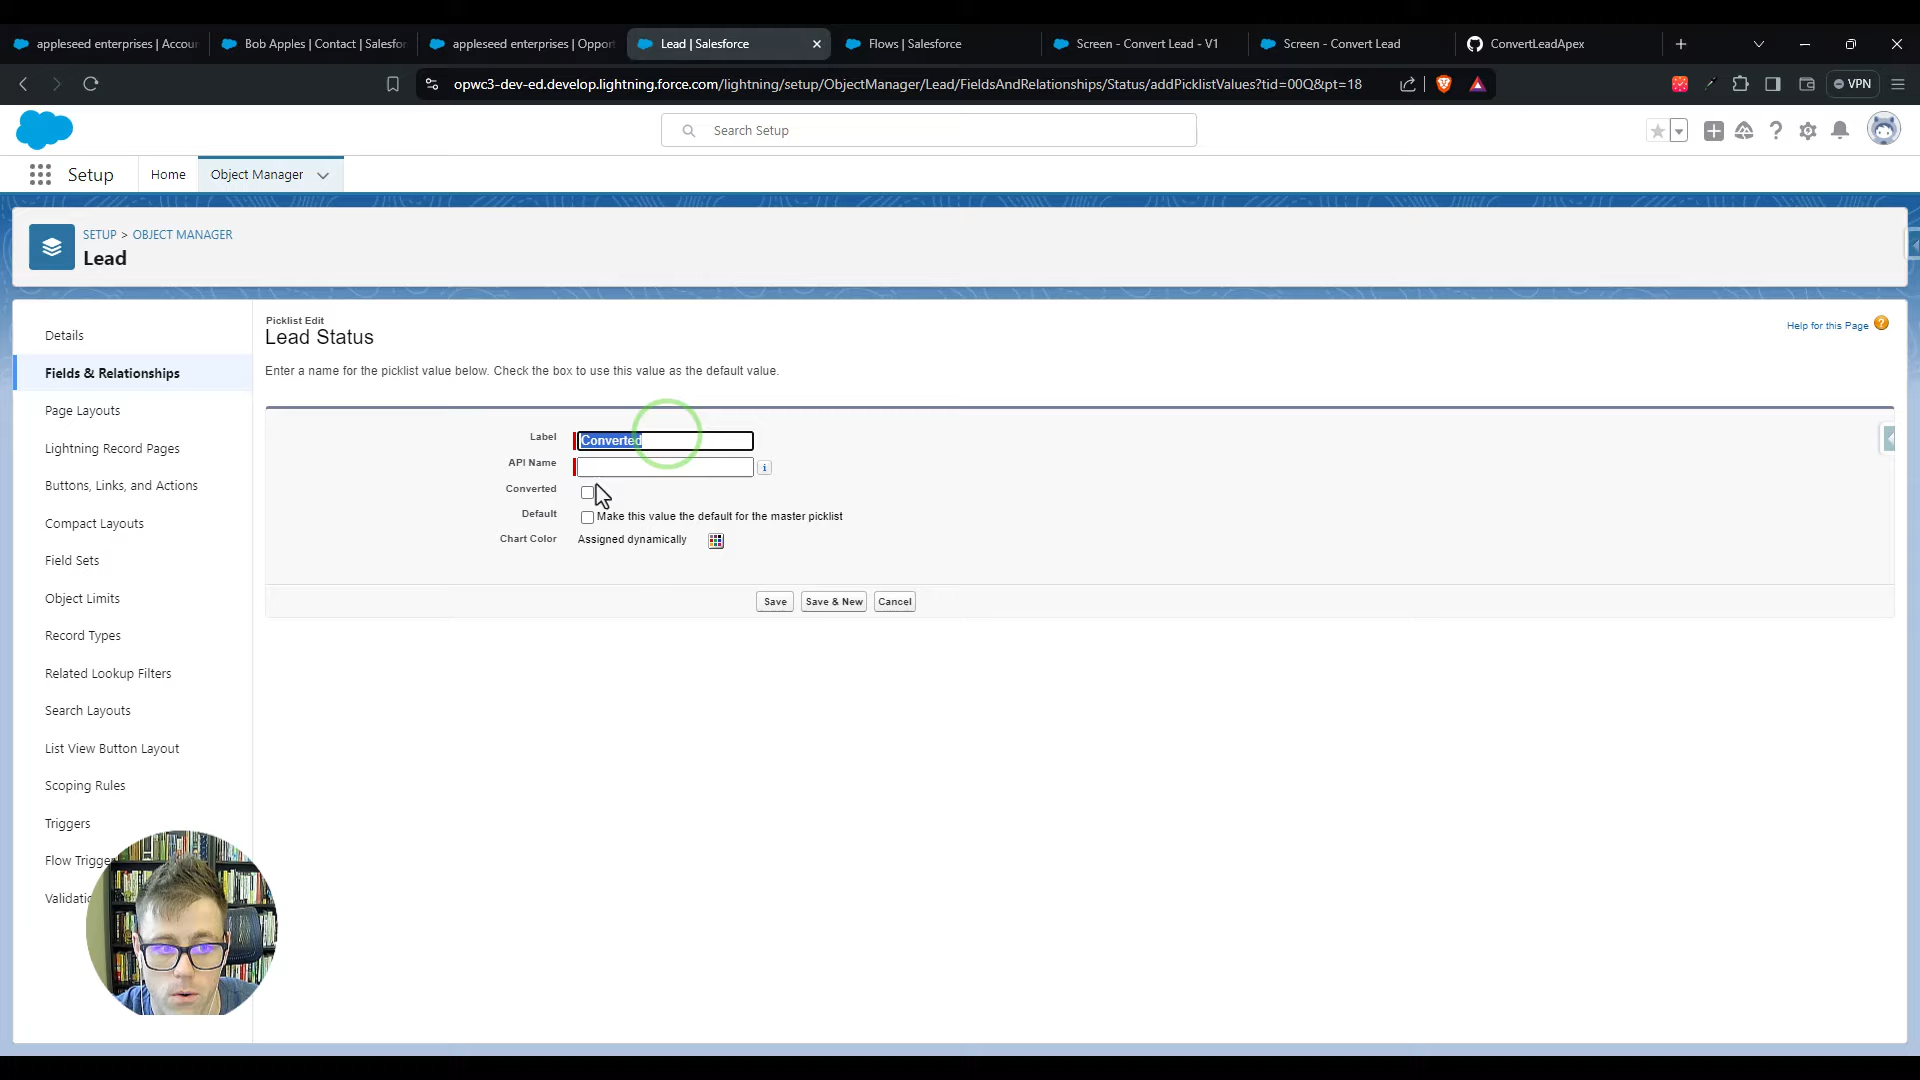 appleseed enterprises | Accou
Bob Apples | Contact | Salesfor
appleseed enterprises | Opport
Lead | Salesforce
Flows | Salesforce
Screen - Convert Lead - V1
Screen - Convert Lead
ConvertLeadApex
opwc3-dev-ed.develop.lightning.force.com/lightning/setup/ObjectManager/Lead/FieldsAndRelationships/Status/addPicklistValues?tid=00Q&pt=18
VPN
Search Setup
Setup
Home
Object Manager
SETUP > OBJECT MANAGER
Lead
Details
Fields & Relationships
Page Layouts
Lightning Record Pages
Buttons, Links, and Actions
Compact Layouts
Field Sets
Object Limits
Record Types
Related Lookup Filters
Search Layouts
List View Button Layout
Scoping Rules
Triggers
Flow Trigge
Validatio
Picklist Edit
Lead Status
Help for this Page
Enter a name for the picklist value below. Check the box to use this value as the default value.
Label
Converted
API Name
Converted
Default
Make this value the default for the master picklist
Chart Color
Assigned dynamically
Save
Save & New
Cancel